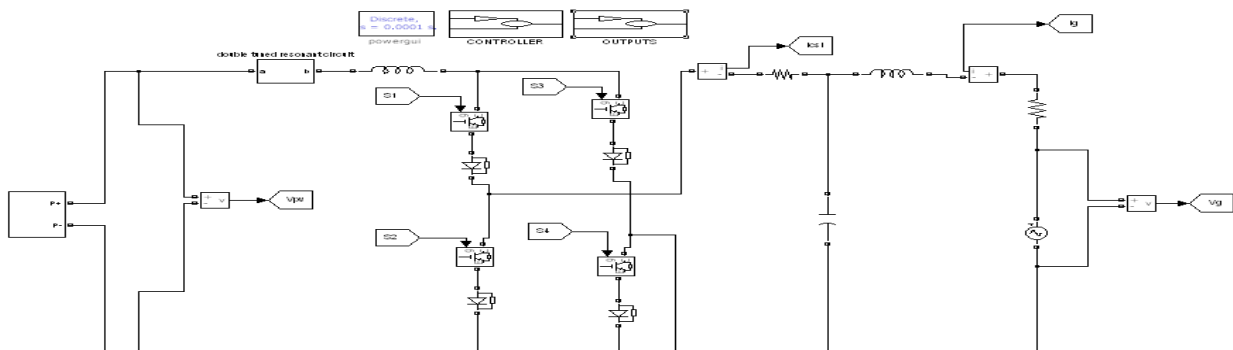 Discrete,
s = 0.0001 s.
powergui
CONTROLLER
OUTPUTS
Ig
Ics1
double tuned resonant circuit
a
b
S1
S3
P+
P-
+
-
v
Vpv
S2
S4
+
-
v
Vg